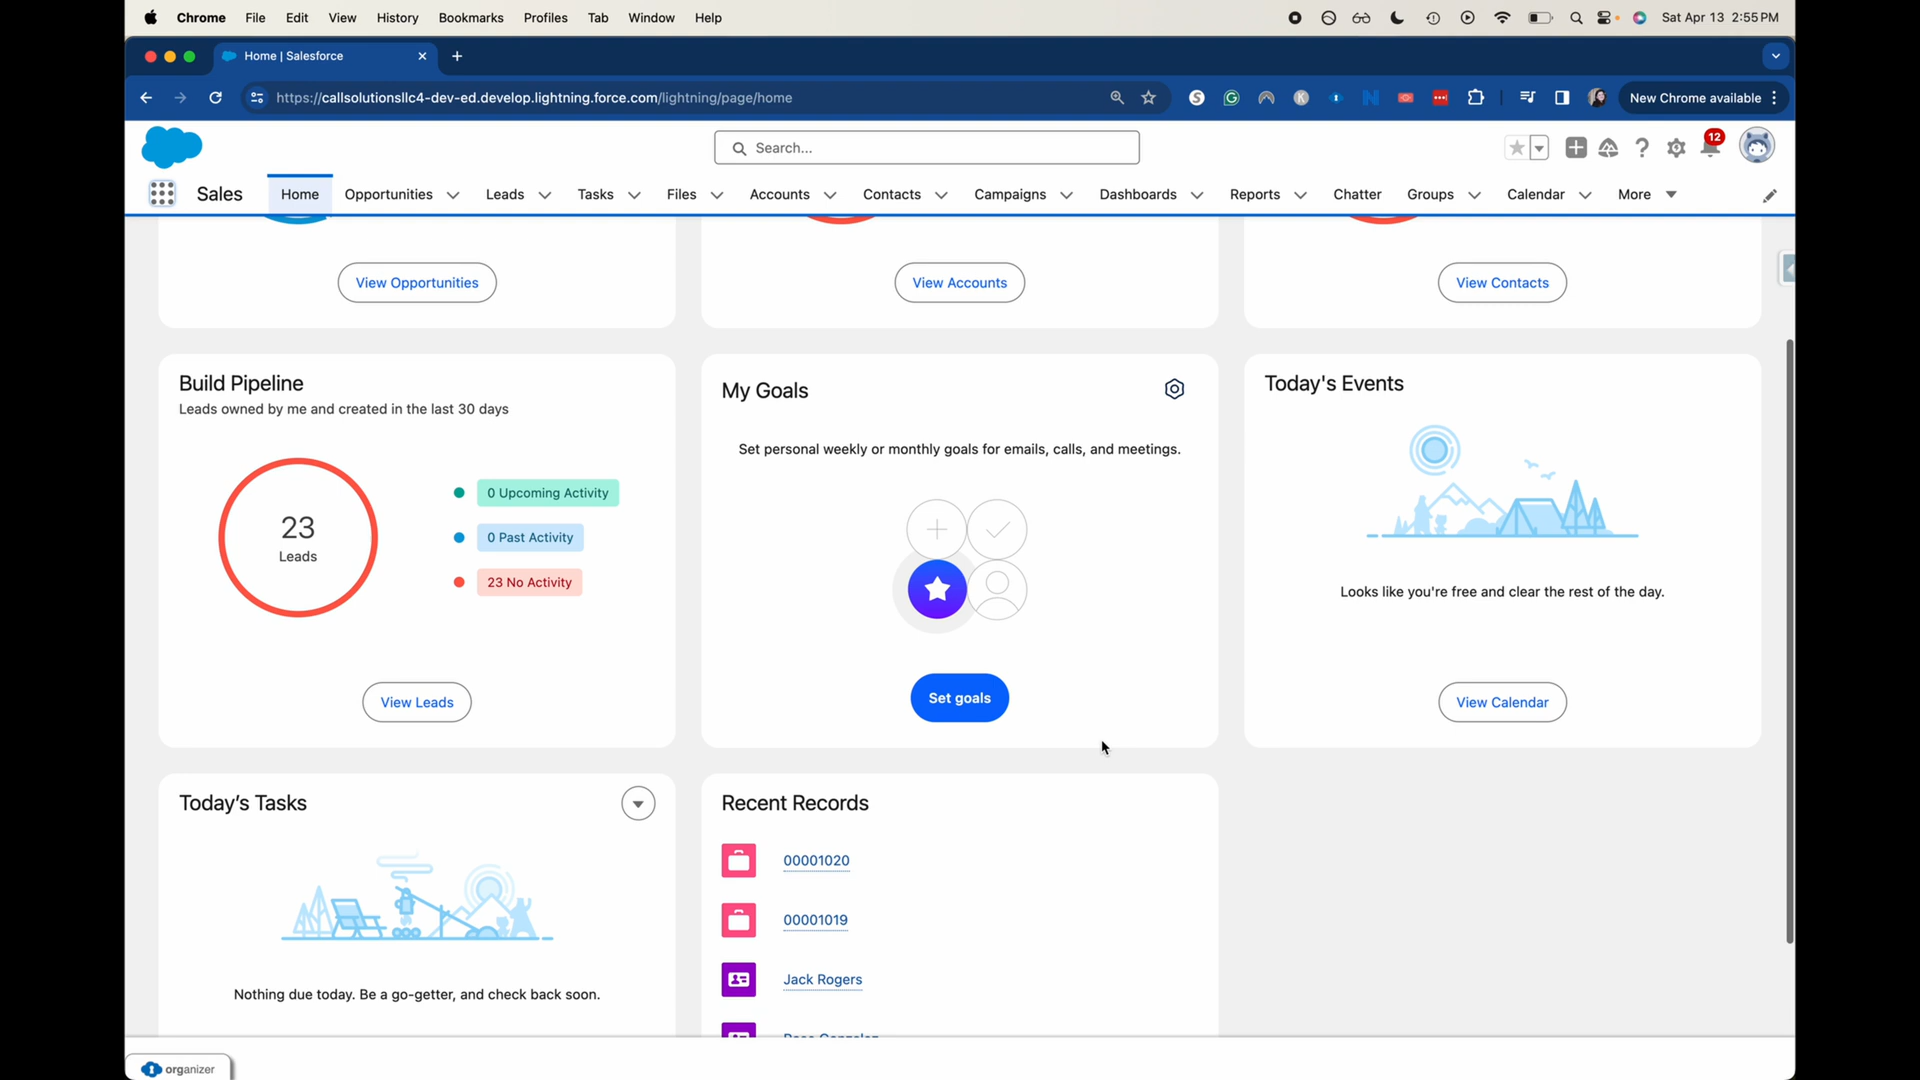 Chrome File Edit View History Bookmarks Profiles Tab Window Help Sat Apr 13 2:55 PM
Home | Salesforce
https://callsolutionsllc4-dev-ed.develop.lightning.force.com/lightning/page/home New Chrome available
Search... 12
Sales Home Opportunities Leads Tasks Files Accounts Contacts Campaigns Dashboards Reports Chatter Groups Calendar More
View Opportunities View Accounts View Contacts
Build Pipeline
Leads owned by me and created in the last 30 days
23
Leads
0 Upcoming Activity
0 Past Activity
23 No Activity
View Leads
My Goals
Set personal weekly or monthly goals for emails, calls, and meetings.
Set goals
Today's Events
Looks like you're free and clear the rest of the day.
View Calendar
Today's Tasks
Nothing due today. Be a go-getter, and check back soon.
Recent Records
00001020
00001019
Jack Rogers
organizer